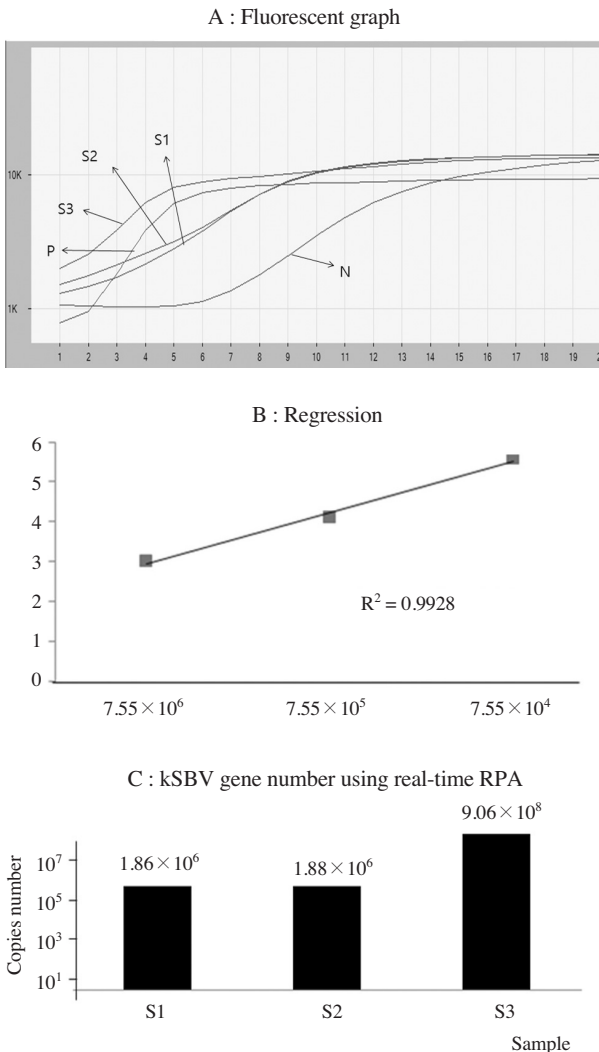 A : Fluorescent graph
S1
S2
10K
S3
P
N
1K
1 2 3 4 5 6 7 8 9 10 11 12 13 14 15 16 17 18 19 2
B : Regression
6
5
4
3
2
1
0
R² = 0.9928
7.55×10⁶ 7.55×10⁵ 7.55×10⁴
C : kSBV gene number using real-time RPA
9.06×10⁸
1.86×10⁶ 1.88×10⁶
Copies number
10⁷
10⁵
10³
10¹
S1 S2 S3
Sample